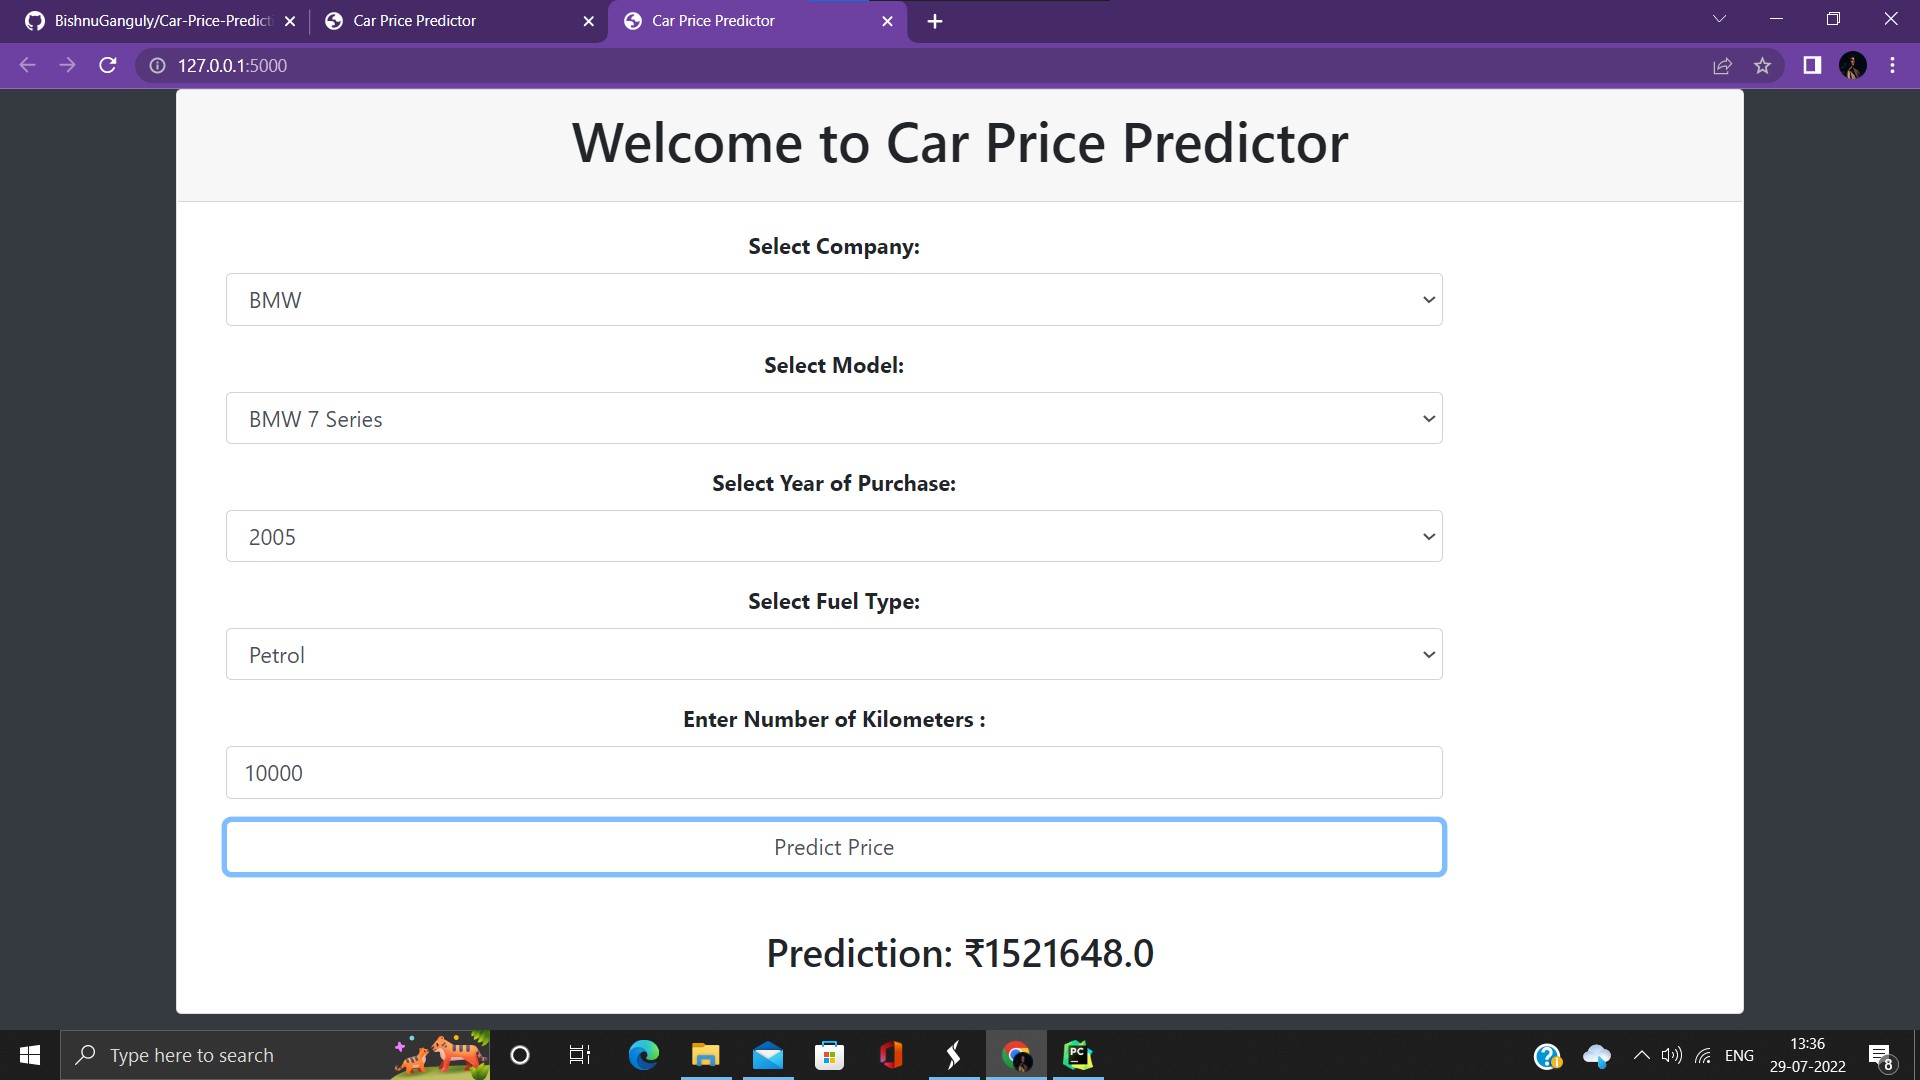 BishnuGanguly/Car-Price-Predicti
Car Price Predictor
Car Price Predictor
127.0.0.1:5000
Welcome to Car Price Predictor
Select Company:
BMW
Select Model:
BMW 7 Series
Select Year of Purchase:
2005
Select Fuel Type:
Petrol
Enter Number of Kilometers :
10000
Predict Price
Prediction: ₹1521648.0
Type here to search
PC
ENG
13:36
29-07-2022
8